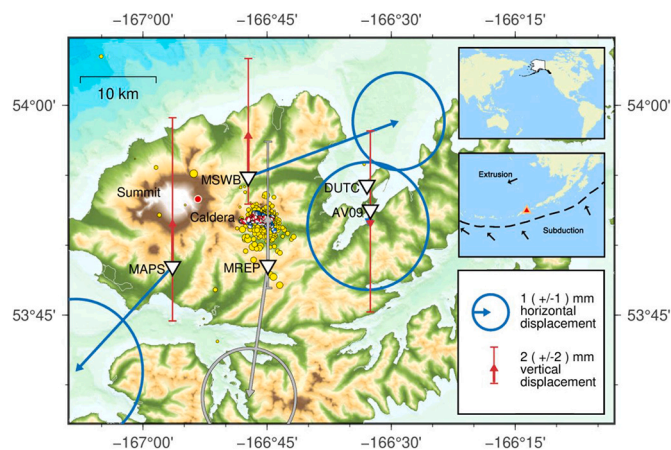 −167°00′ −166°45′ −166°30′ −166°15′
54°00′ 54°00′
10 km
MSWB
Summit
DUTC
Caldera
AV09
MAPS
MREP
53°45′ 53°45′
Extrusion
Subduction
1 ( +/-1 ) mm
horizontal
displacement
2 ( +/-2 ) mm
vertical
displacement
−167°00′ −166°45′ −166°30′ −166°15′